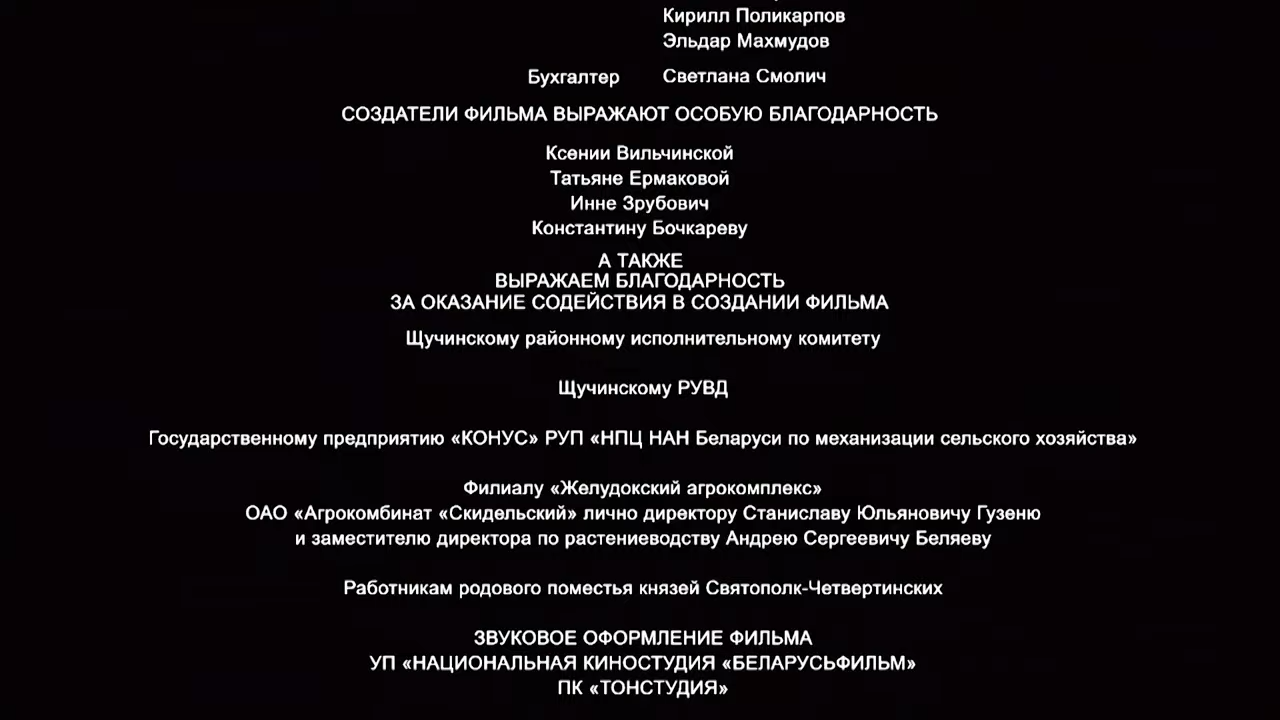 Кирилл Поликарпов
Эльдар Махмудов
Бухгалтер Светлана Смолич
СОЗДАТЕЛИ ФИЛЬМА ВЫРАЖАЮТ ОСОБУЮ БЛАГОДАРНОСТЬ
Ксении Вильчинской
Татьяне Ермаковой
Инне Зрубович
Константину Бочкареву
А ТАКЖЕ
ВЫРАЖАЕМ БЛАГОДАРНОСТЬ
ЗА ОКАЗАНИЕ СОДЕЙСТВИЯ В СОЗДАНИИ ФИЛЬМА
Щучинскому районному исполнительному комитету
Щучинскому РУВД
Государственному предприятию «КОНУС» РУП «НПЦ НАН Беларуси по механизации сельского хозяйства»
Филиалу «Желудокский агрокомплекс»
ОАО «Агрокомбинат «Скидельский» лично директору Станиславу Юльяновичу Гузеню
и заместителю директора по растениеводству Андрею Сергеевичу Беляеву
Работникам родового поместья князей Святополк-Четвертинских
ЗВУКОВОЕ ОФОРМЛЕНИЕ ФИЛЬМА
УП «НАЦИОНАЛЬНАЯ КИНОСТУДИЯ «БЕЛАРУСЬФИЛЬМ»
ПК «ТОНСТУДИЯ»